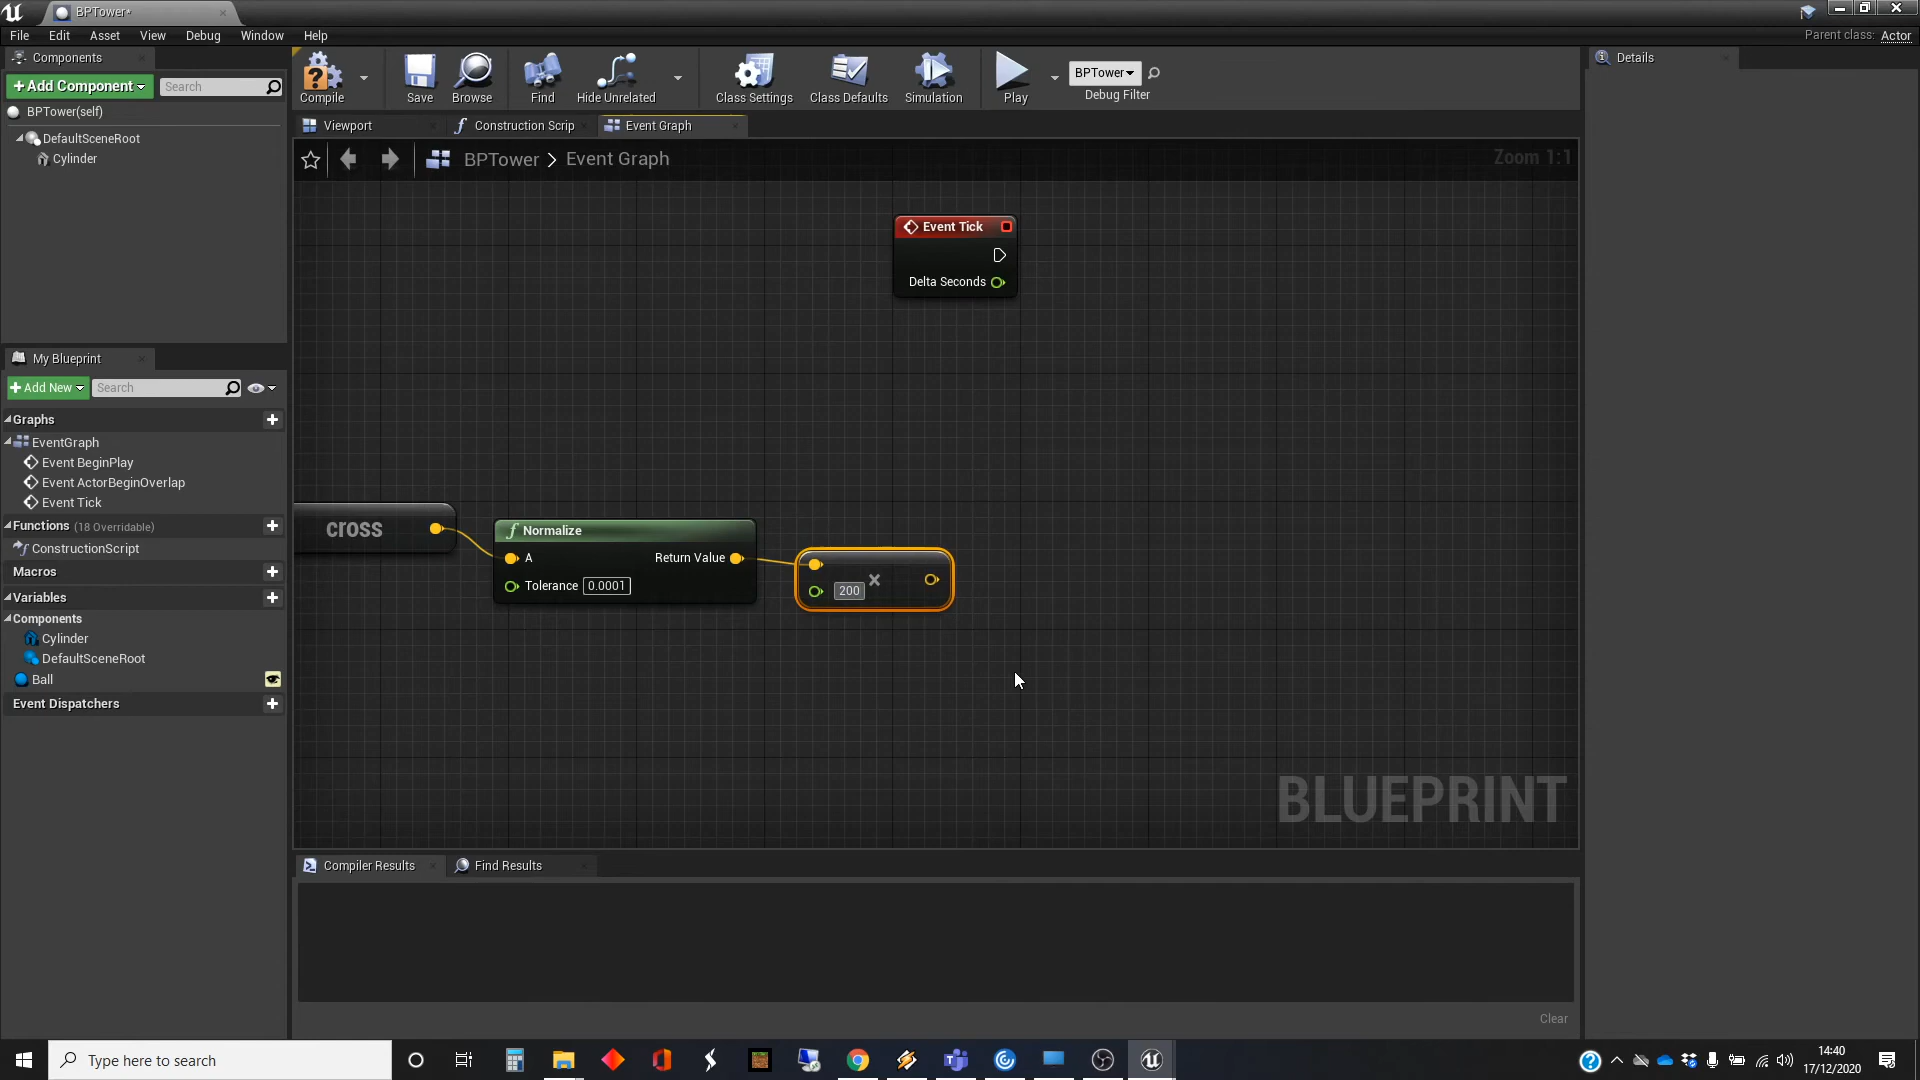 BPTower*
File Edit Asset View Debug Window Help
Parent class: Actor
Components
+Add Component
Search
BPTower(self)
DefaultSceneRoot
Cylinder
Compile
Save
Browse
Find
Hide Unrelated
Class Settings
Class Defaults
Simulation
Play
BPTower
Debug Filter
Details
Viewport
Construction Scrip
Event Graph
BPTower > Event Graph
Zoom 1:1
Event Tick
Delta Seconds
cross
Normalize
A
Return Value
Tolerance 0.0001
200
×
BLUEPRINT
My Blueprint
+Add New
Search
Graphs
EventGraph
Event BeginPlay
Event ActorBeginOverlap
Event Tick
Functions (18 Overridable)
ConstructionScript
Macros
Variables
Components
Cylinder
DefaultSceneRoot
Ball
Event Dispatchers
Compiler Results
Find Results
Clear
Type here to search
14:40
17/12/2020